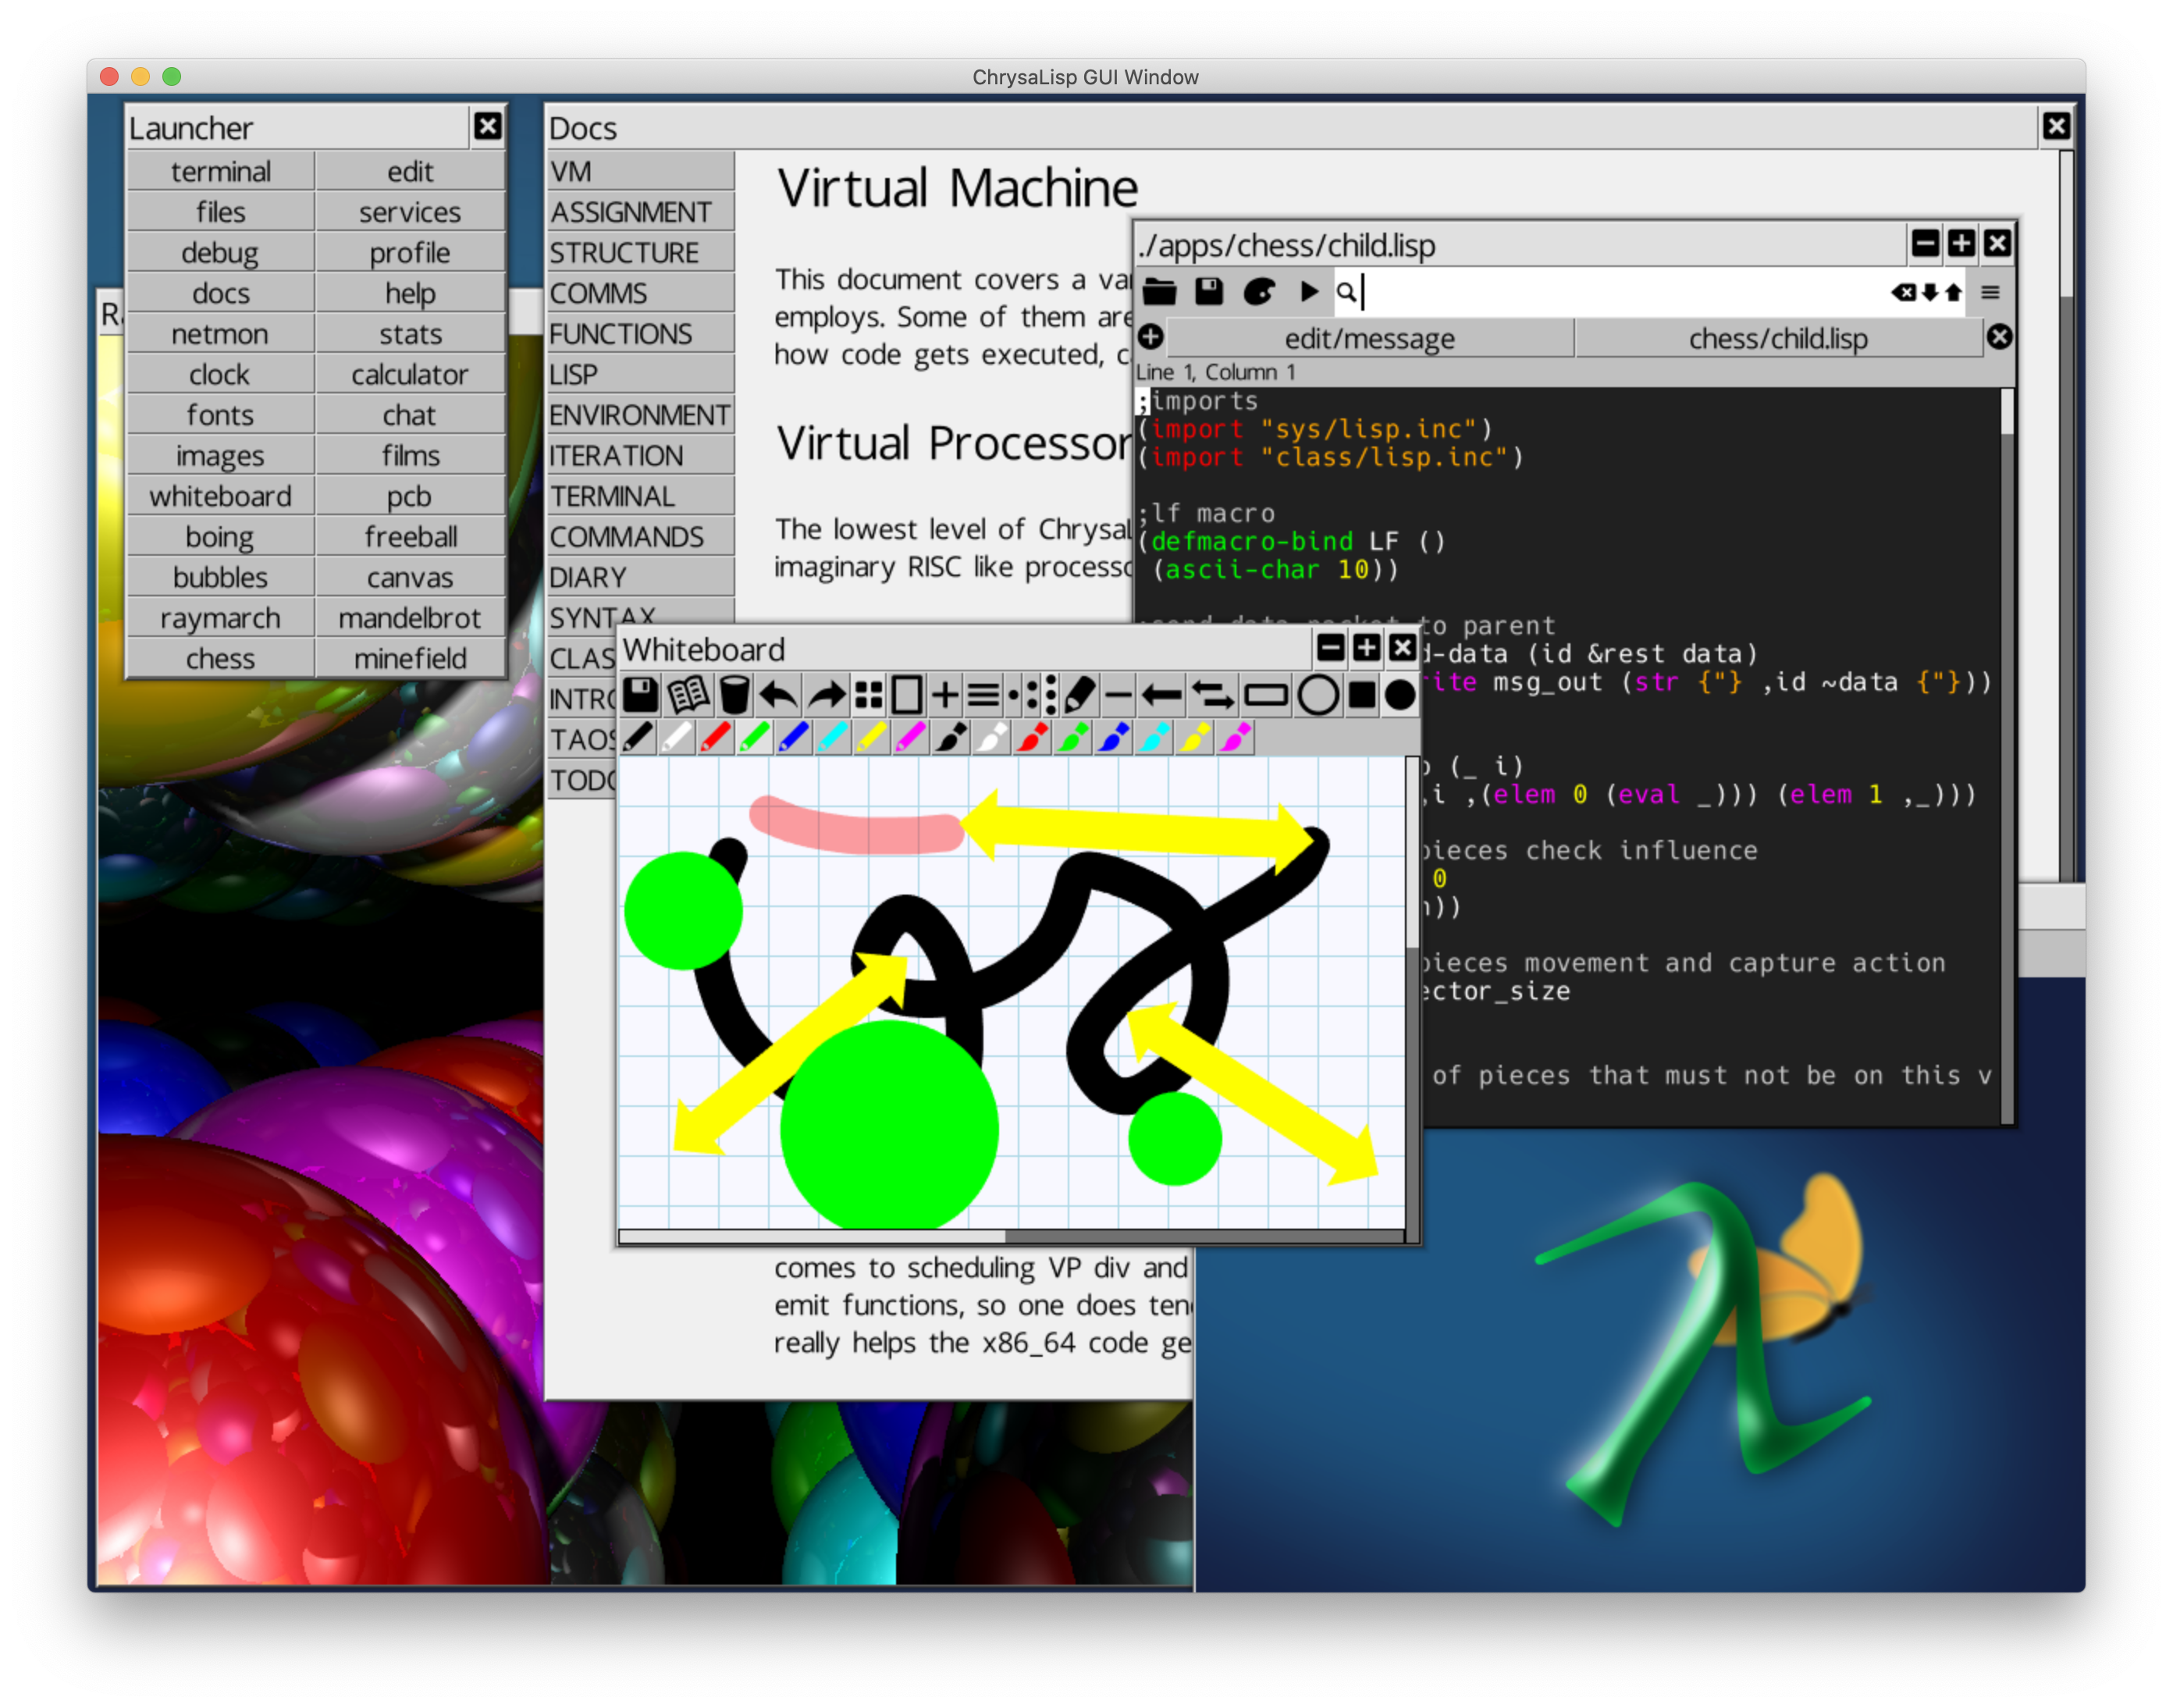 ChrysaLisp GUI Window
Launcher
terminal edit
files services
debug profile
docs help
netmon stats
clock calculator
fonts chat
images films
whiteboard pcb
boing freeball
bubbles canvas
raymarch mandelbrot
chess minefield
Docs
VM
ASSIGNMENT
STRUCTURE
COMMS
FUNCTIONS
LISP
ENVIRONMENT
ITERATION
TERMINAL
COMMANDS
DIARY
SYNTAX
CLAS
INTRO
TAOS
TODO
Virtual Machine
This document covers a va
employs. Some of them are
how code gets executed, c
Virtual Processor
The lowest level of Chrysal
imaginary RISC like processo
comes to scheduling VP div and
emit functions, so one does ten
really helps the x86_64 code ge
./apps/chess/child.lisp
edit/message chess/child.lisp
Line 1, Column 1
;imports
(import "sys/lisp.inc")
(import "class/lisp.inc")
;lf macro
(defmacro-bind LF ()
(ascii-char 10))
;send data packet to parent
d-data (id &rest data)
rite msg_out (str {"} ,id ~data {"}))
(_ i)
,i ,(elem 0 (eval _))) (elem 1 ,_)))
pieces check influence
0
))
pieces movement and capture action
ector_size
of pieces that must not be on this v
Whiteboard